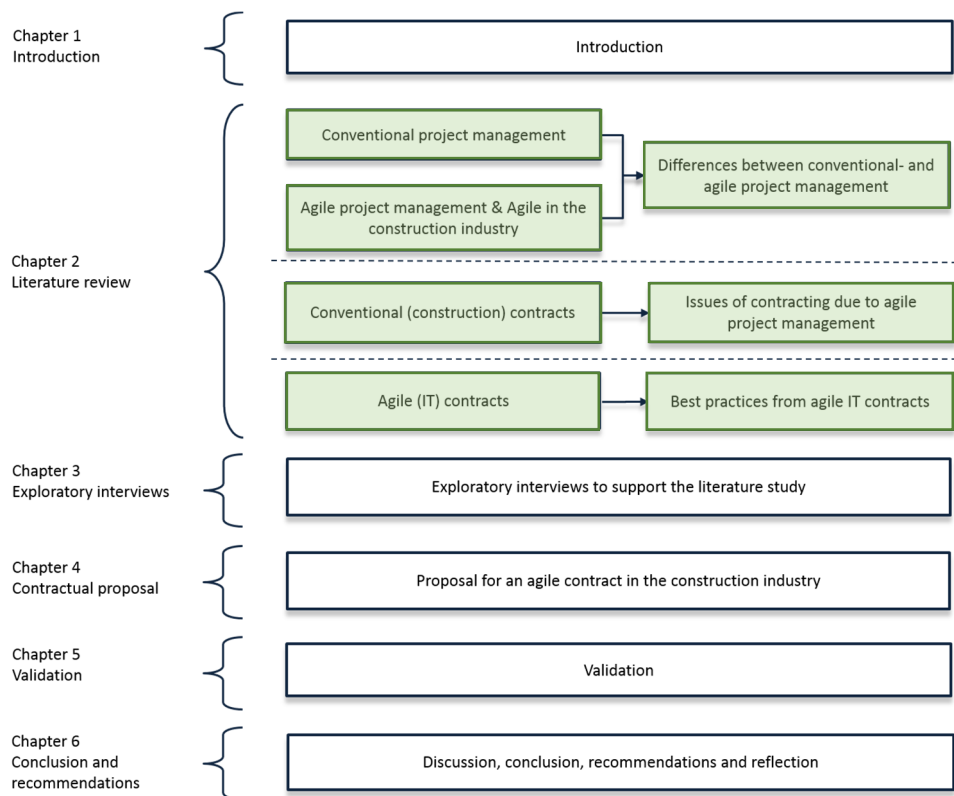 Chapter 1
Introduction
Introduction
Chapter 2
Literature review
Conventional project management
Agile project management & Agile in the
construction industry
Differences between conventional- and
agile project management
Conventional (construction) contracts
Issues of contracting due to agile
project management
Agile (IT) contracts
Best practices from agile IT contracts
Chapter 3
Exploratory interviews
Exploratory interviews to support the literature study
Chapter 4
Contractual proposal
Proposal for an agile contract in the construction industry
Chapter 5
Validation
Validation
Chapter 6
Conclusion and
recommendations
Discussion, conclusion, recommendations and reflection